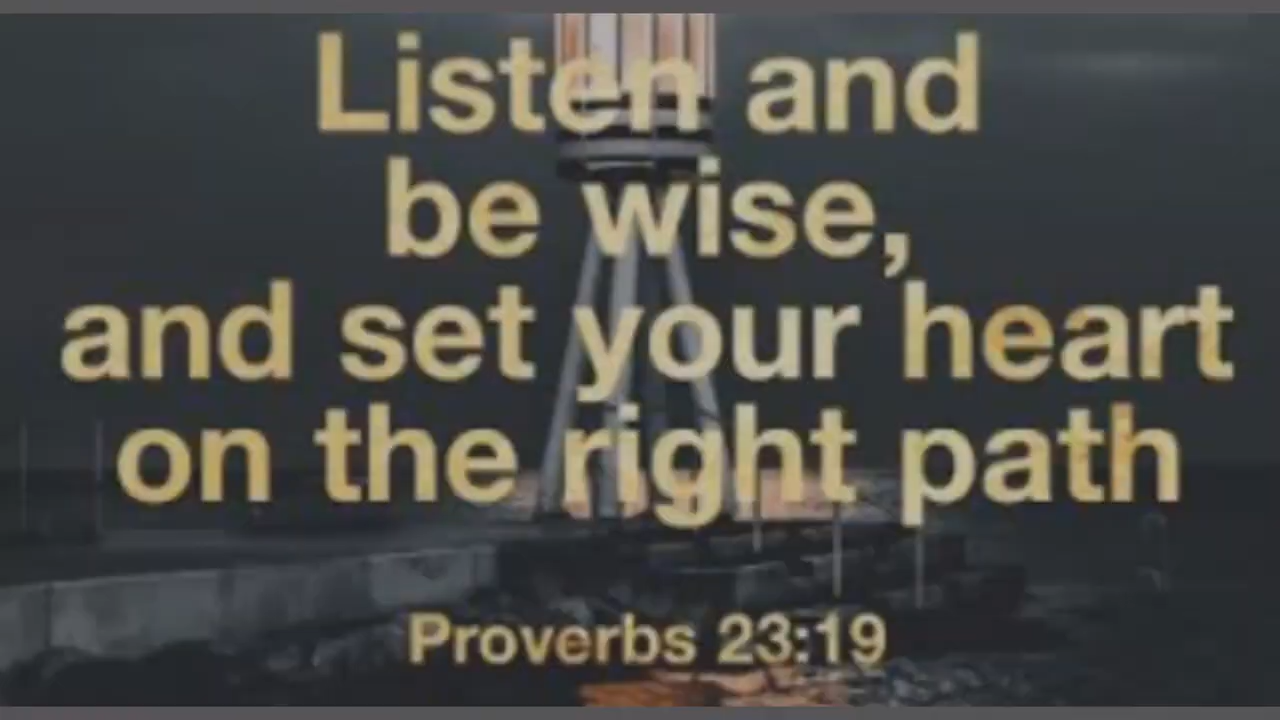 Listen and
be wise,
and set your heart
on the right path
Proverbs 23:19